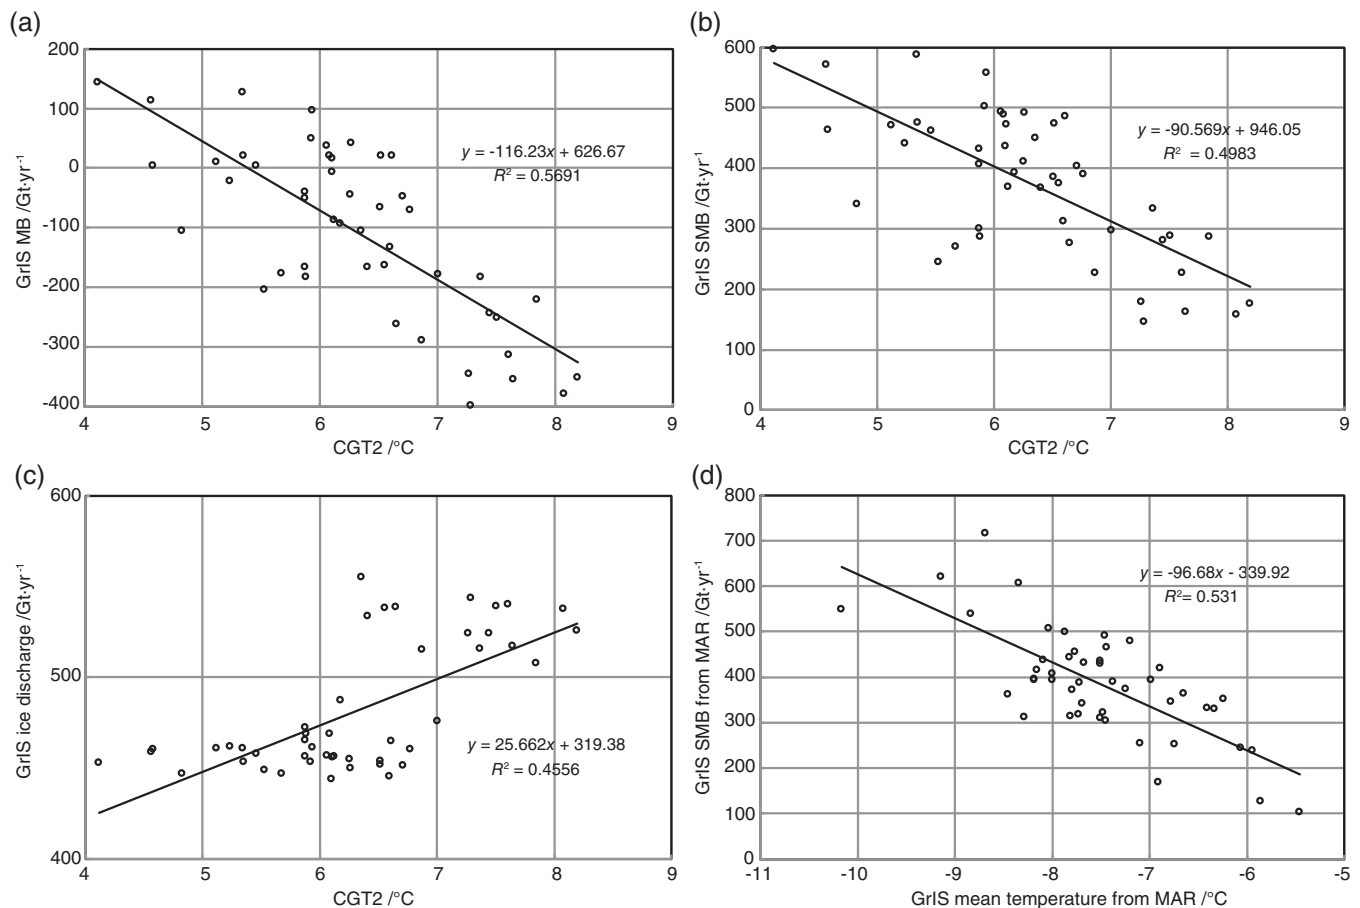 (a)
200
100
0
-100
-200
-300
-400
GrIS MB /Gt·yr⁻¹
y = -116.23x + 626.67
R² = 0.5691
4 5 6 7 8 9
CGT2 /°C
(b)
600
500
400
300
200
100
0
GrIS SMB /Gt·yr⁻¹
y = -90.569x + 946.05
R² = 0.4983
4 5 6 7 8 9
CGT2 /°C
(c)
600
500
400
GrIS ice discharge /Gt·yr⁻¹
y = 25.662x + 319.38
R² = 0.4556
4 5 6 7 8 9
CGT2 /°C
(d)
800
700
600
500
400
300
200
100
0
GrIS SMB from MAR /Gt·yr⁻¹
y = -96.68x - 339.92
R²= 0.531
-11 -10 -9 -8 -7 -6 -5
GrIS mean temperature from MAR /°C